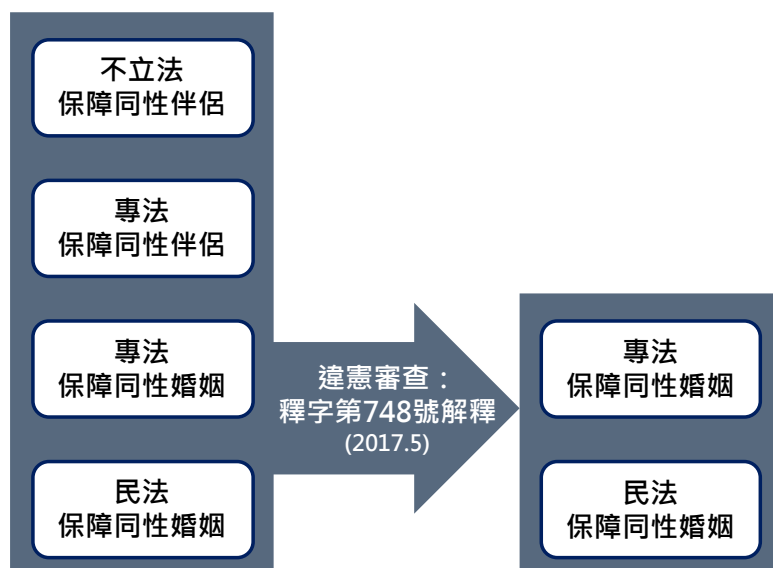 不立法
保障同性伴侶
專法
保障同性伴侶
專法
保障同性婚姻
民法
保障同性婚姻
違憲審查：
釋字第748號解釋
(2017.5)
專法
保障同性婚姻
民法
保障同性婚姻